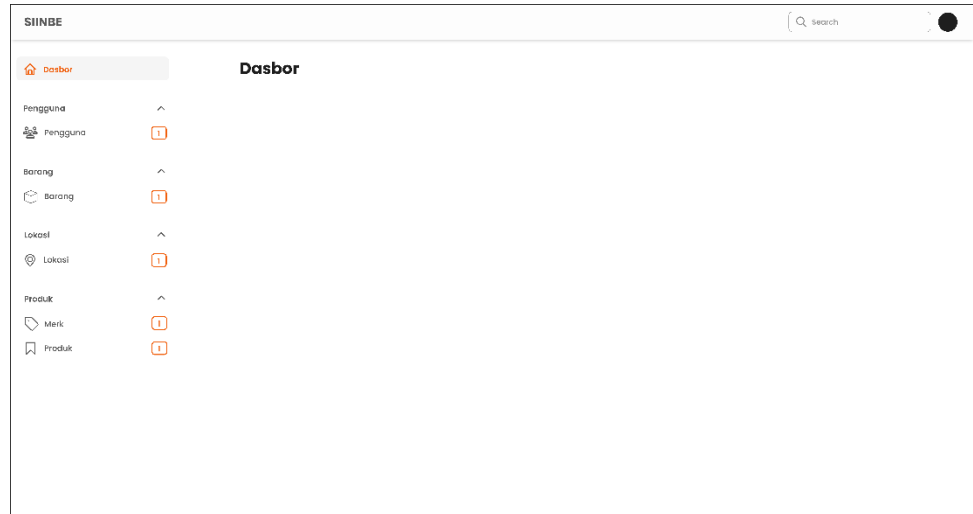 SIINBE
Search
Dasbor
Dasbor
Pengguna
Pengguna 1
Barang
Barang 1
Lokasi
Lokasi 1
Produk
Merk 1
Produk 1